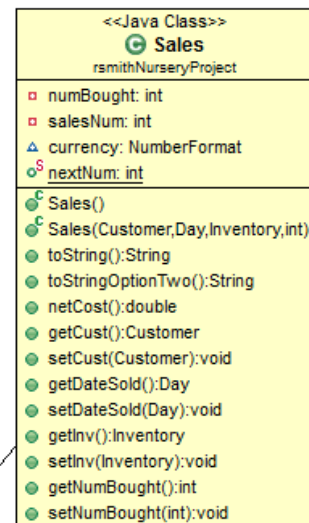 <<Java Class>>
C Sales
rsmithNurseryProject
numBought: int
salesNum: int
currency: NumberFormat
S nextNum: int
C Sales()
C Sales(Customer,Day,Inventory,int)
toString():String
toStringOptionTwo():String
netCost():double
getCust():Customer
setCust(Customer):void
getDateSold():Day
setDateSold(Day):void
getInv():Inventory
setInv(Inventory):void
getNumBought():int
setNumBought(int):void